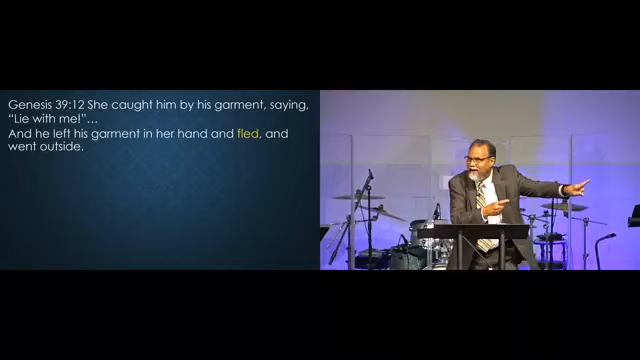 Genesis 39:12 She caught him by his garment, saying,
“Lie with me!”…
And he left his garment in her hand and fled, and
went outside.